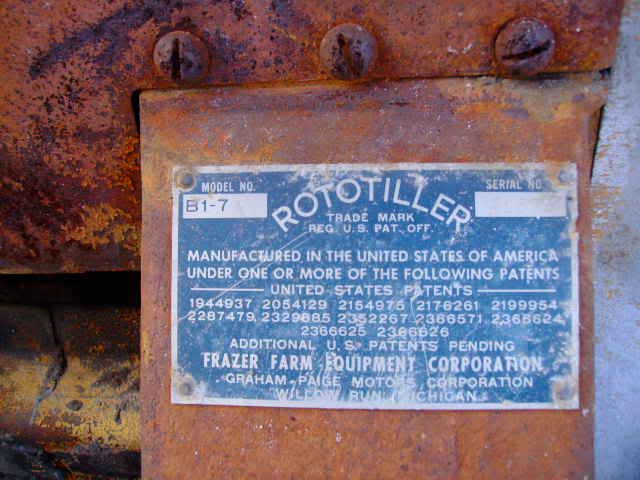 MODEL NO.
B1-7
SERIAL NO
ROTOTILLER
TRADE MARK
REG. U.S. PAT. OFF.
MANUFACTURED IN THE UNITED STATES OF AMERICA
UNDER ONE OR MORE OF THE FOLLOWING PATENTS
UNITED STATES PATENTS
1944937 2054129 2154975 2176261 2199954
2287479 2329885 2352267 2366571 2366624
2366625 2366626
ADDITIONAL U.S. PATENTS PENDING
FRAZER FARM EQUIPMENT CORPORATION
GRAHAM-PAIGE MOTORS CORPORATION
WILLOW RUN, MICHIGAN